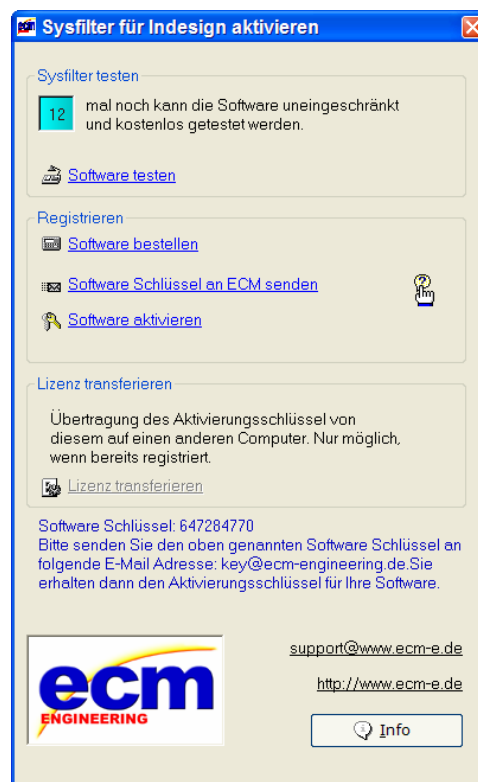 ecm Sysfilter für Indesign aktivieren
Sysfilter testen
12
mal noch kann die Software uneingeschränkt
und kostenlos getestet werden.
Software testen
Registrieren
Software bestellen
Software Schlüssel an ECM senden
Software aktivieren
Lizenz transferieren
Übertragung des Aktivierungsschlüssel von
diesem auf einen anderen Computer. Nur möglich,
wenn bereits registriert.
Lizenz transferieren
Software Schlüssel: 647284770
Bitte senden Sie den oben genannten Software Schlüssel an
folgende E-Mail Adresse: key@ecm-engineering.de.Sie
erhalten dann den Aktivierungsschlüssel für Ihre Software.
ecm
ENGINEERING
support@www.ecm-e.de
http://www.ecm-e.de
Info